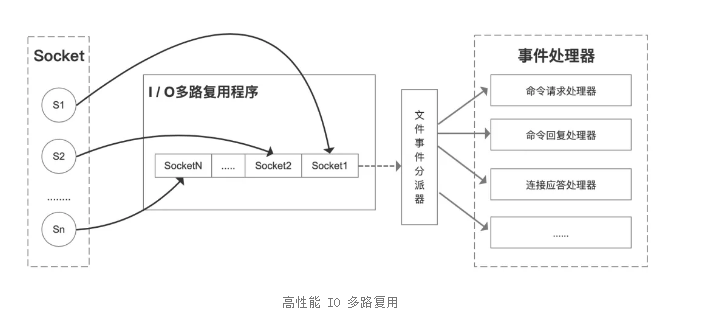 Socket
S1
S2
........
Sn
I / O多路复用程序
SocketN
.....
Socket2
Socket1
文件事件分派器
事件处理器
命令请求处理器
命令回复处理器
连接应答处理器
......
高性能 IO 多路复用